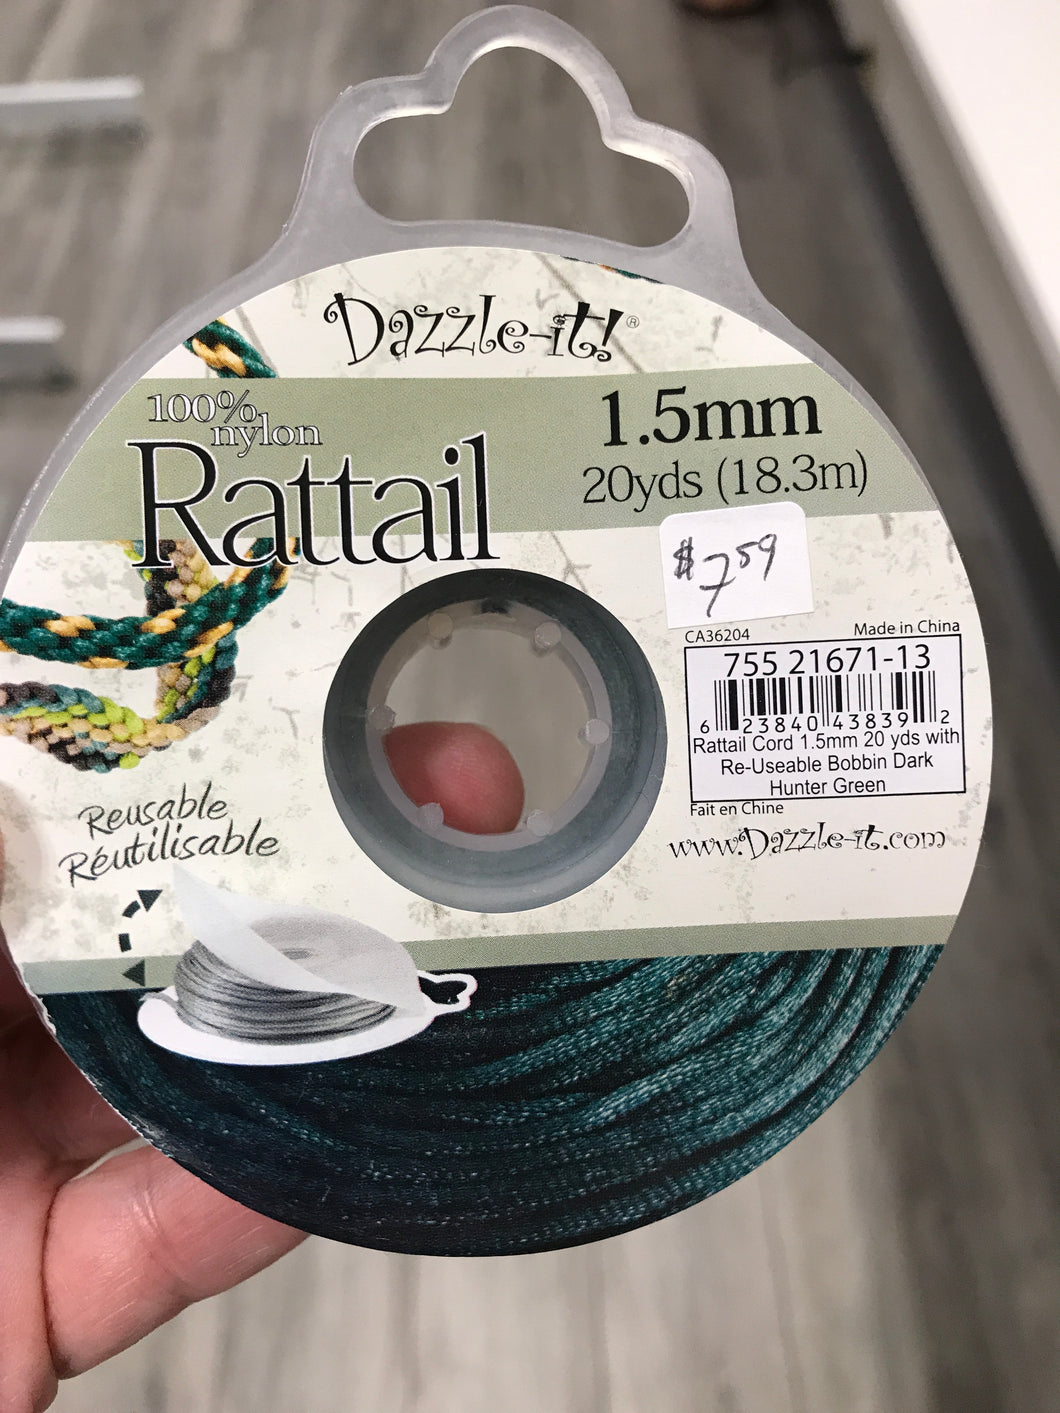 Dazzle-it!®
100%
nylon
Rattail
1.5mm
20yds (18.3m)
$7.59
CA36204
Made in China
755 21671-13
6 23840 43839 2
Rattail Cord 1.5mm 20 yds with
Re-Useable Bobbin Dark
Hunter Green
Fait en Chine
www.Dazzle-it.com
Reusable
Réutilisable